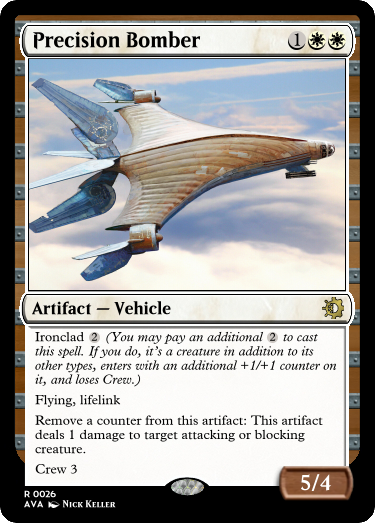 Precision Bomber 1
Artifact — Vehicle
Ironclad 2 (You may pay an additional 2 to cast
this spell. If you do, it's a creature in addition to its
other types, enters with an additional +1/+1 counter on
it, and loses Crew.)
Flying, lifelink
Remove a counter from this artifact: This artifact
deals 1 damage to target attacking or blocking
creature.
Crew 3
5/4
R 0026
AVA Nick Keller